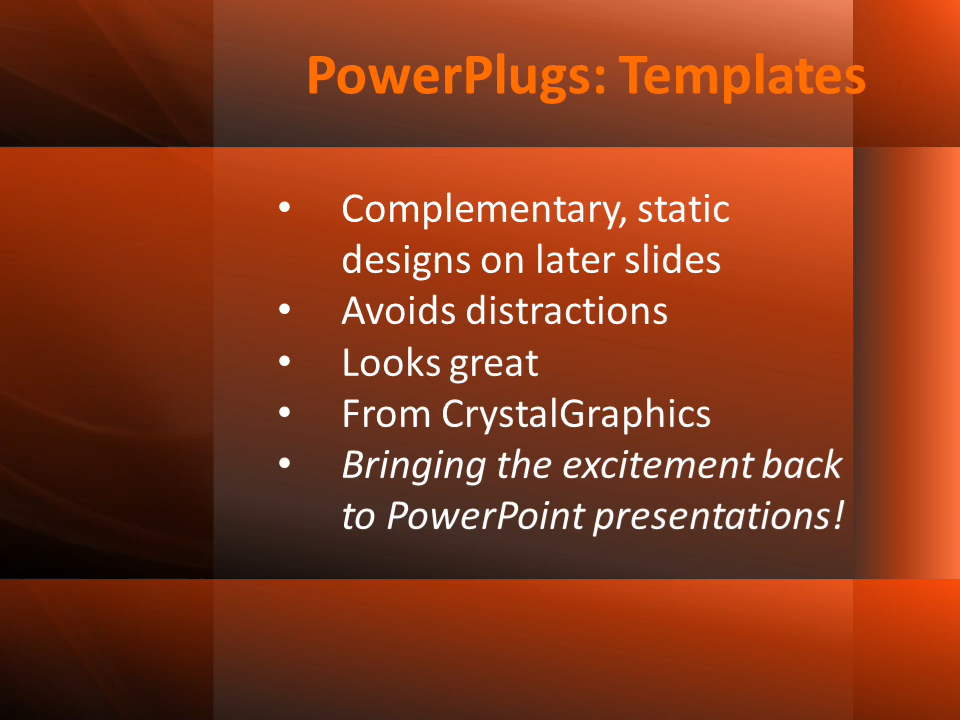 PowerPlugs: Templates
• Complementary, static
designs on later slides
• Avoids distractions
• Looks great
• From CrystalGraphics
• Bringing the excitement back
to PowerPoint presentations!